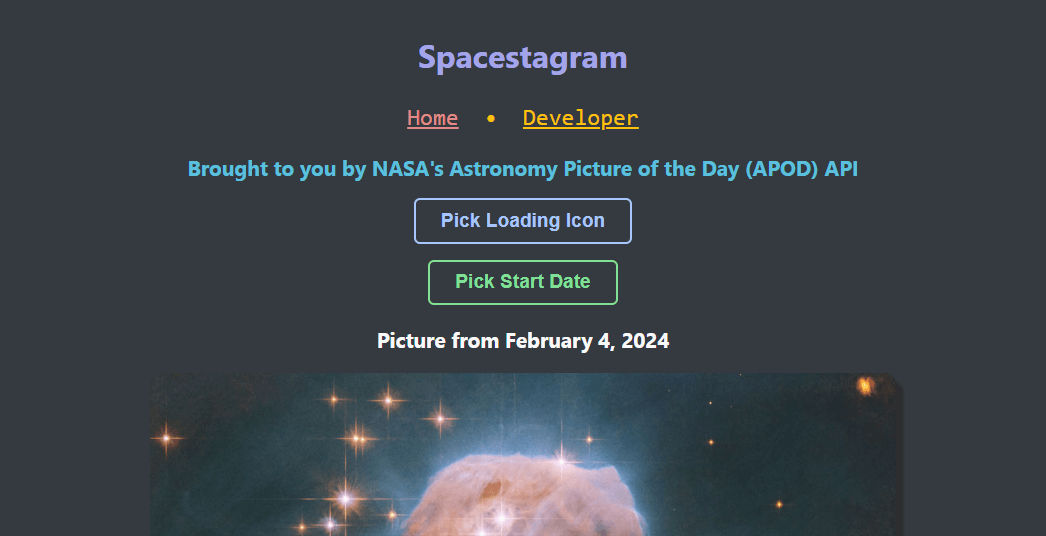 Spacestagram
Home • Developer
Brought to you by NASA's Astronomy Picture of the Day (APOD) API
Pick Loading Icon
Pick Start Date
Picture from February 4, 2024